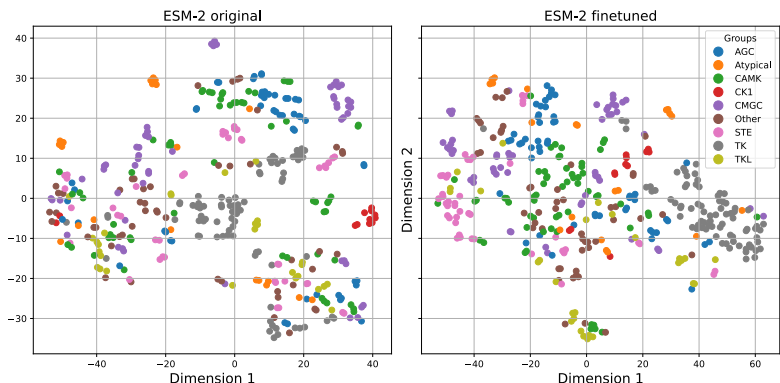 ESM-2 original
40
30
20
10
0
−10
−20
−30
−40
−20
0
20
40
Dimension 1
ESM-2 finetuned
Dimension 2
−40
−20
0
20
40
60
Dimension 1
Groups
AGC
Atypical
CAMK
CK1
CMGC
Other
STE
TK
TKL